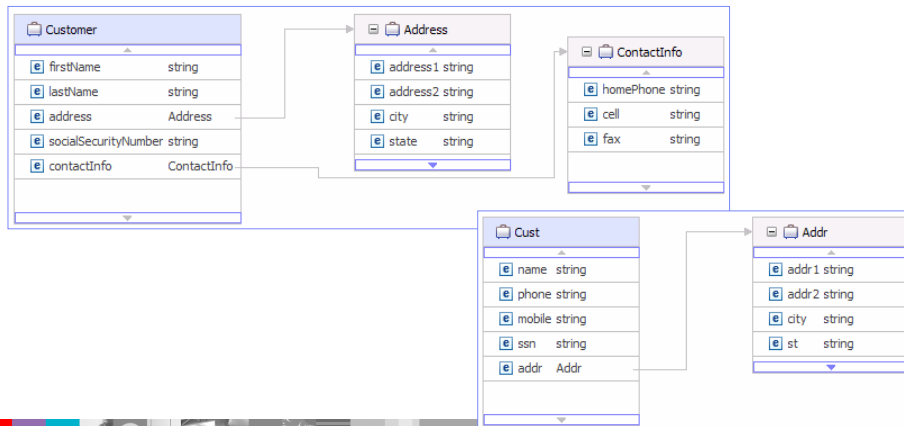 Customer
firstName string
lastName string
address Address
socialSecurityNumber string
contactInfo ContactInfo
Address
address1 string
address2 string
city string
state string
ContactInfo
homePhone string
cell string
fax string
Cust
name string
phone string
mobile string
ssn string
addr Addr
Addr
addr1 string
addr2 string
city string
st string